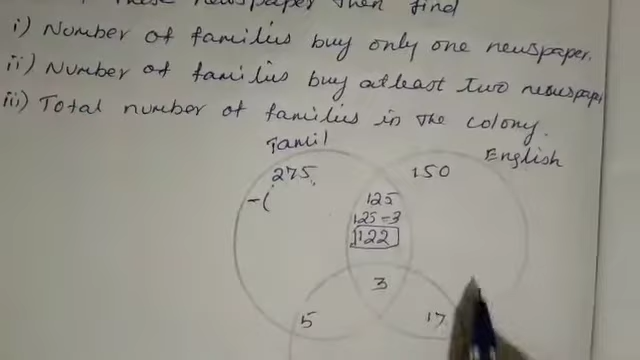 these newspaper then find
i) Number of families buy only one newspaper.
ii) Number of families buy atleast two newspaper
iii) Total number of families in the colony.
Tamil
English
275
150
-(
125
125-3
122
3
5
17